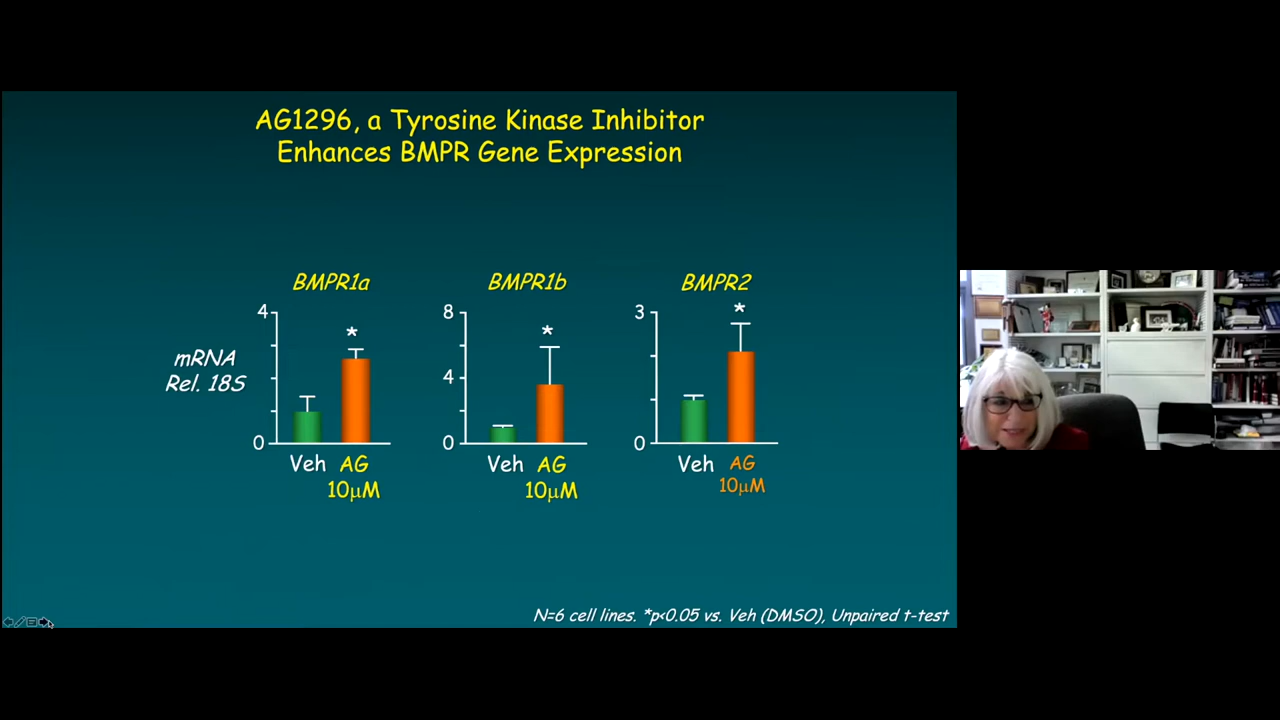 AG1296, a Tyrosine Kinase Inhibitor
Enhances BMPR Gene Expression
BMPR1a
BMPR1b
BMPR2
mRNA
Rel. 18S
4
0
8
4
0
3
0
Veh AG
10µM
Veh AG
10µM
Veh AG
10µM
*
*
*
N=6 cell lines. *p<0.05 vs. Veh (DMSO), Unpaired t-test